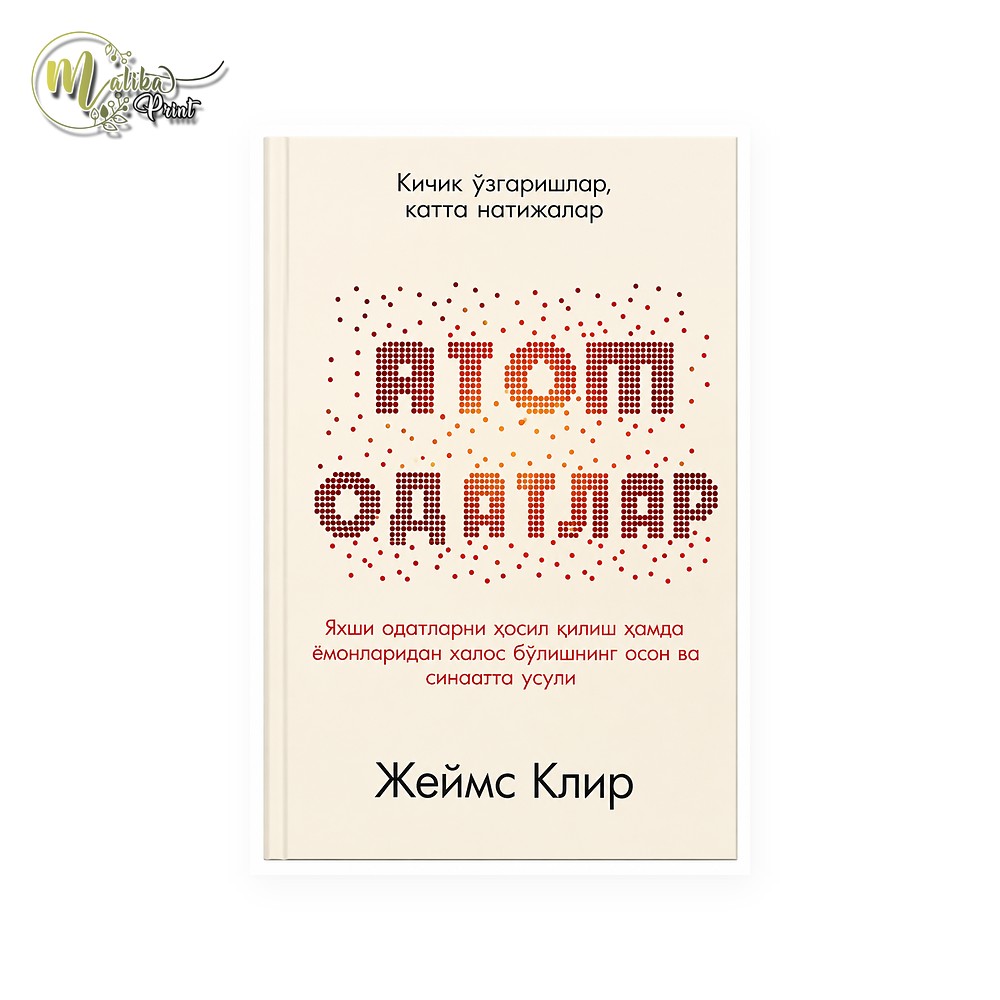 Malika
Print
Кичик ўзгаришлар,
катта натижалар
АТОМ
ОДАТЛАР
Яхши одатларни ҳосил қилиш ҳамда
ёмонларидан халос бўлишнинг осон ва
синаатта усули
Жеймс Клир